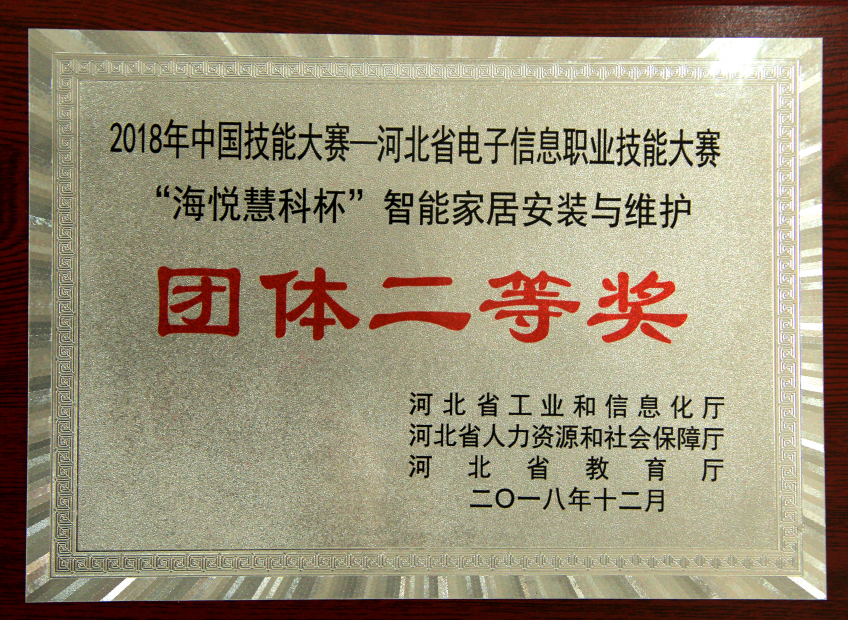 2018年中国技能大赛—河北省电子信息职业技能大赛
“海悦慧科杯”智能家居安装与维护
团体二等奖
河北省工业和信息化厅
河北省人力资源和社会保障厅
河北省教育厅
二〇一八年十二月